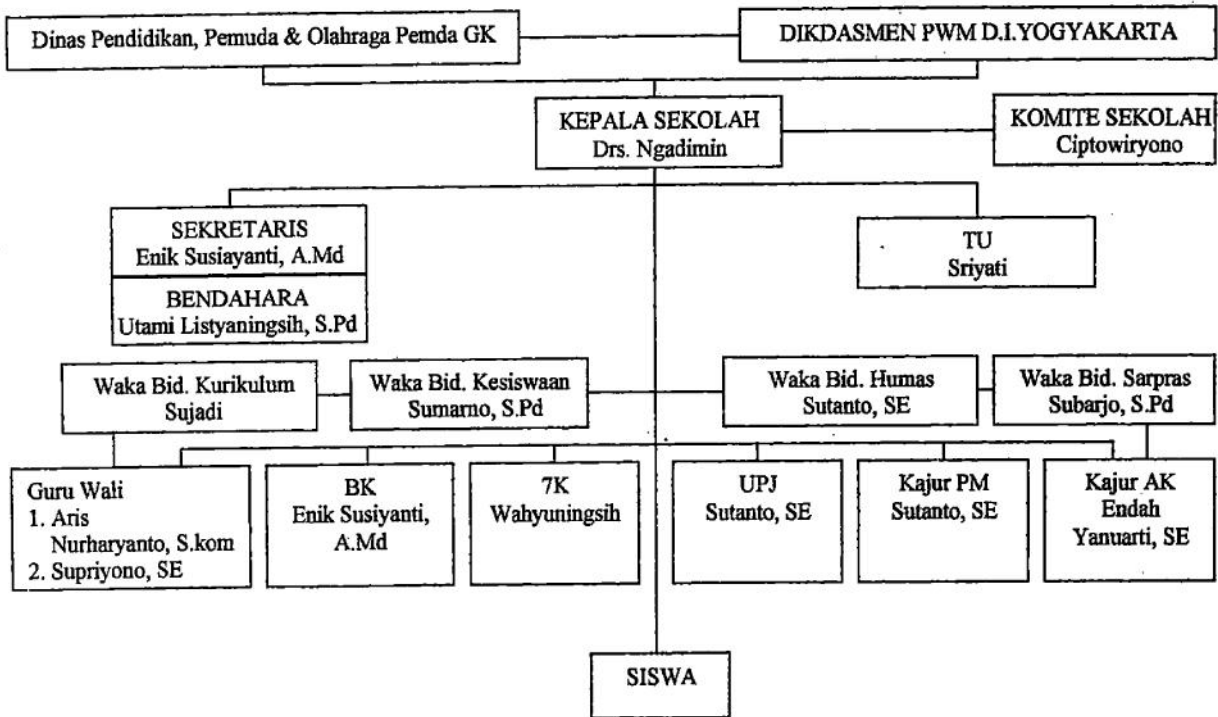 Dinas Pendidikan, Pemuda & Olahraga Pemda GK
DIKDASMEN PWM D.I.YOGYAKARTA
KEPALA SEKOLAH
Drs. Ngadimin
KOMITE SEKOLAH
Ciptowiryono
SEKRETARIS
Enik Susiayanti, A.Md
BENDAHARA
Utami Listyaningsih, S.Pd
TU
Sriyati
Waka Bid. Kurikulum
Sujadi
Waka Bid. Kesiswaan
Sumarno, S.Pd
Waka Bid. Humas
Sutanto, SE
Waka Bid. Sarpras
Subarjo, S.Pd
Guru Wali
1. Aris
Nurharyanto, S.kom
2. Supriyono, SE
BK
Enik Susiyanti,
A.Md
7K
Wahyuningsih
UPJ
Sutanto, SE
Kajur PM
Sutanto, SE
Kajur AK
Endah
Yanuarti, SE
SISWA